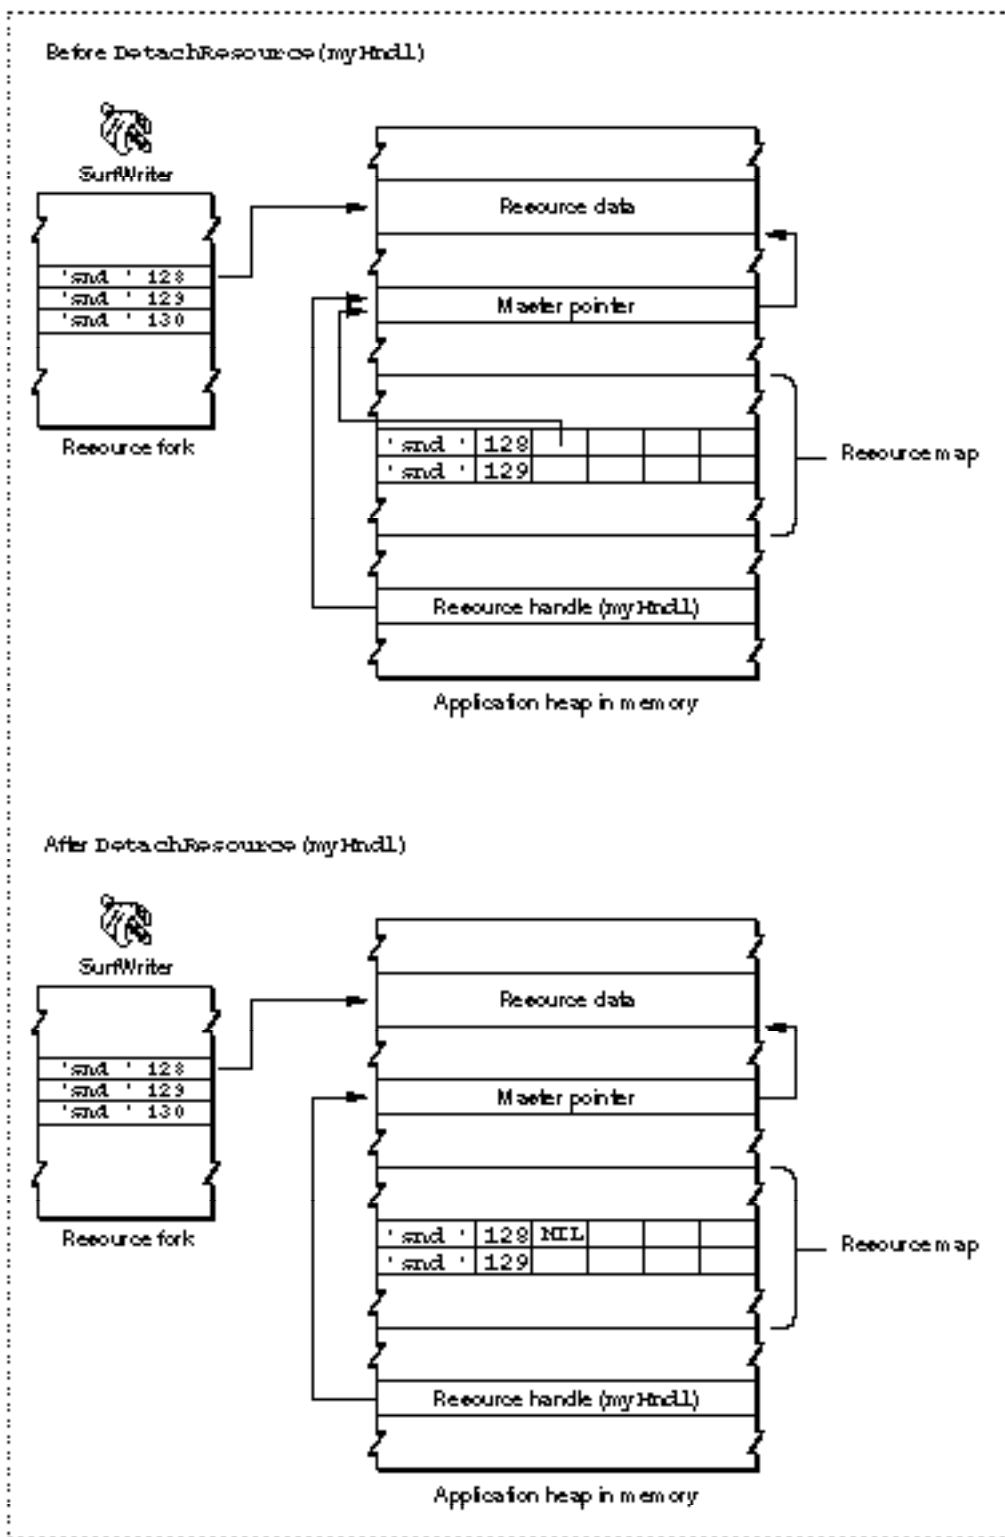 Before DetachResource (myHndl)
SurfWriter
'snd ' 128
'snd ' 129
'snd ' 130
Resource fork
Resource data
Master pointer
'snd ' 128
'snd ' 129
Resource map
Resource handle (myHndl)
Application heap in memory
After DetachResource (myHndl)
SurfWriter
'snd ' 128
'snd ' 129
'snd ' 130
Resource fork
Resource data
Master pointer
'snd ' 128 NIL
'snd ' 129
Resource map
Resource handle (myHndl)
Application heap in memory